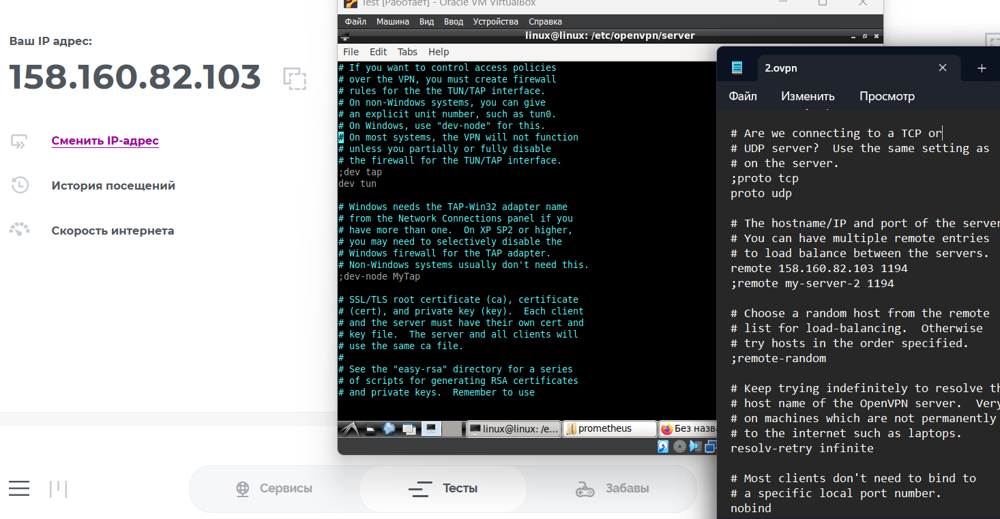 Ваш IP адрес:
158.160.82.103
Сменить IP-адрес
История посещений
Скорость интернета
Сервисы
Тесты
Забавы
Test [Работает] - Oracle VM VirtualBox
Файл Машина Вид Ввод Устройства Справка
linux@linux: /etc/openvpn/server
File Edit Tabs Help
# If you want to control access policies
# over the VPN, you must create firewall
# rules for the the TUN/TAP interface.
# On non-Windows systems, you can give
# an explicit unit number, such as tun0.
# On Windows, use "dev-node" for this.
# On most systems, the VPN will not function
# unless you partially or fully disable
# the firewall for the TUN/TAP interface.
;dev tap
dev tun
# Windows needs the TAP-Win32 adapter name
# from the Network Connections panel if you
# have more than one.  On XP SP2 or higher,
# you may need to selectively disable the
# Windows firewall for the TAP adapter.
# Non-Windows systems usually don't need this.
;dev-node MyTap
# SSL/TLS root certificate (ca), certificate
# (cert), and private key (key).  Each client
# and the server must have their own cert and
# key file.  The server and all clients will
# use the same ca file.
#
# See the "easy-rsa" directory for a series
# of scripts for generating RSA certificates
# and private keys.  Remember to use
linux@linux: /e...
prometheus
Без назв
2.ovpn
Файл Изменить Просмотр
# Are we connecting to a TCP or
# UDP server?  Use the same setting as
# on the server.
;proto tcp
proto udp
# The hostname/IP and port of the server
# You can have multiple remote entries
# to load balance between the servers.
remote 158.160.82.103 1194
;remote my-server-2 1194
# Choose a random host from the remote
# list for load-balancing.  Otherwise
# try hosts in the order specified.
;remote-random
# Keep trying indefinitely to resolve th
# host name of the OpenVPN server.  Very
# on machines which are not permanently
# to the internet such as laptops.
resolv-retry infinite
# Most clients don't need to bind to
# a specific local port number.
nobind